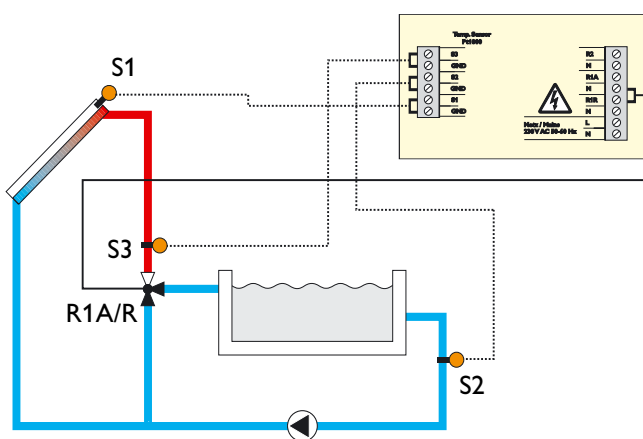 S1
Temp. Sensor
Pt1000
S3
GND
S2
GND
S1
GND
R2
N
R1A
N
R1R
N
L
N
Netz / Mains
230V AC 50-60 Hz
S3
R1A/R
S2